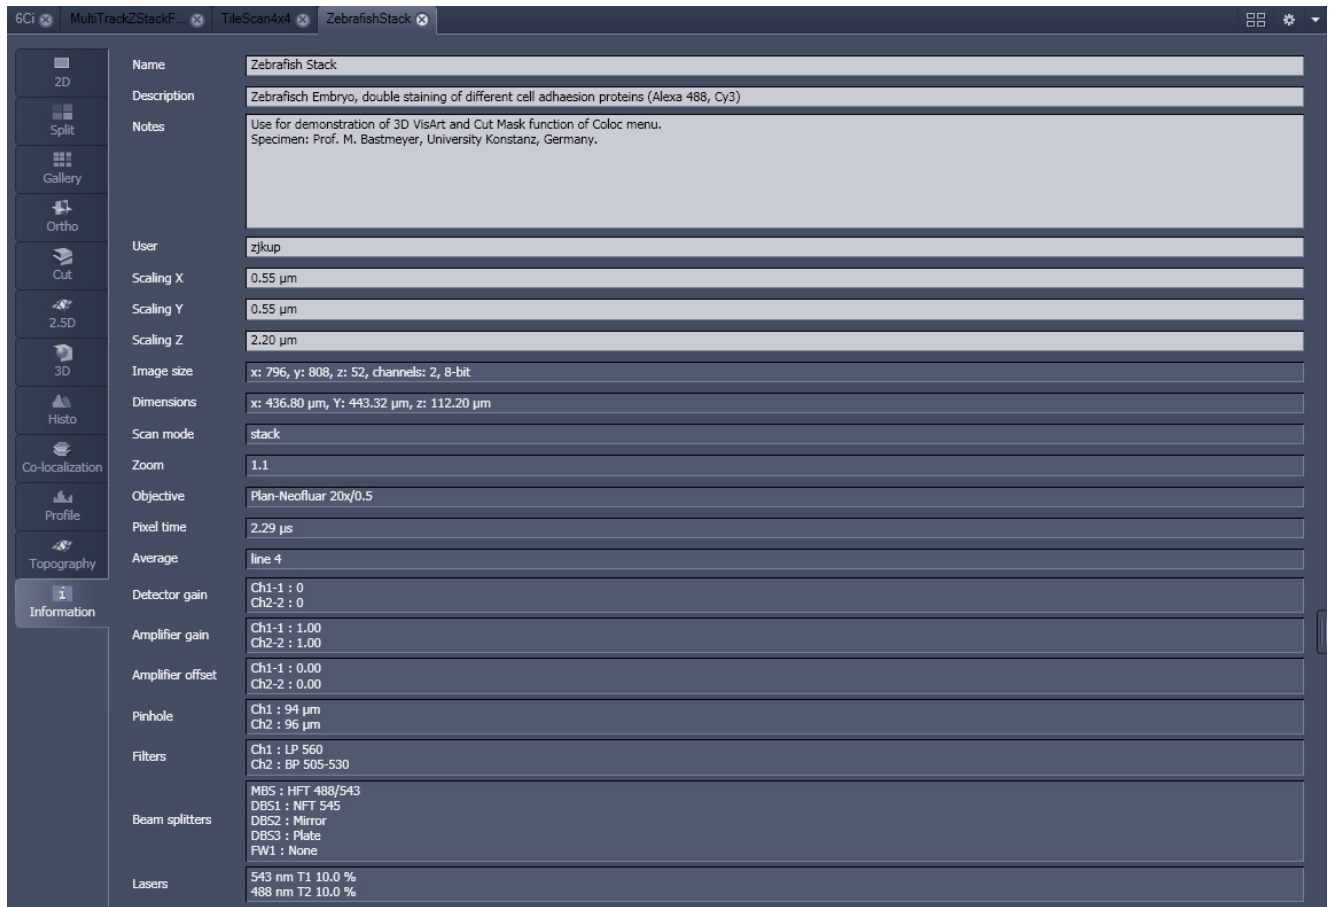 6Ci MultiTrackZStackF... TileScan4x4 ZebrafishStack
2D
Split
Gallery
Ortho
Cut
2.5D
3D
Histo
Co-localization
Profile
Topography
i
Information
Name Zebrafish Stack
Description Zebrafisch Embryo, double staining of different cell adhaesion proteins (Alexa 488, Cy3)
Notes Use for demonstration of 3D VisArt and Cut Mask function of Coloc menu.
Specimen: Prof. M. Bastmeyer, University Konstanz, Germany.
User zjkup
Scaling X 0.55 µm
Scaling Y 0.55 µm
Scaling Z 2.20 µm
Image size x: 796, y: 808, z: 52, channels: 2, 8-bit
Dimensions x: 436.80 µm, Y: 443.32 µm, z: 112.20 µm
Scan mode stack
Zoom 1.1
Objective Plan-Neofluar 20x/0.5
Pixel time 2.29 µs
Average line 4
Detector gain Ch1-1 : 0
Ch2-2 : 0
Amplifier gain Ch1-1 : 1.00
Ch2-2 : 1.00
Amplifier offset Ch1-1 : 0.00
Ch2-2 : 0.00
Pinhole Ch1 : 94 µm
Ch2 : 96 µm
Filters Ch1 : LP 560
Ch2 : BP 505-530
Beam splitters MBS : HFT 488/543
DBS1 : NFT 545
DBS2 : Mirror
DBS3 : Plate
FW1 : None
Lasers 543 nm T1 10.0 %
488 nm T2 10.0 %